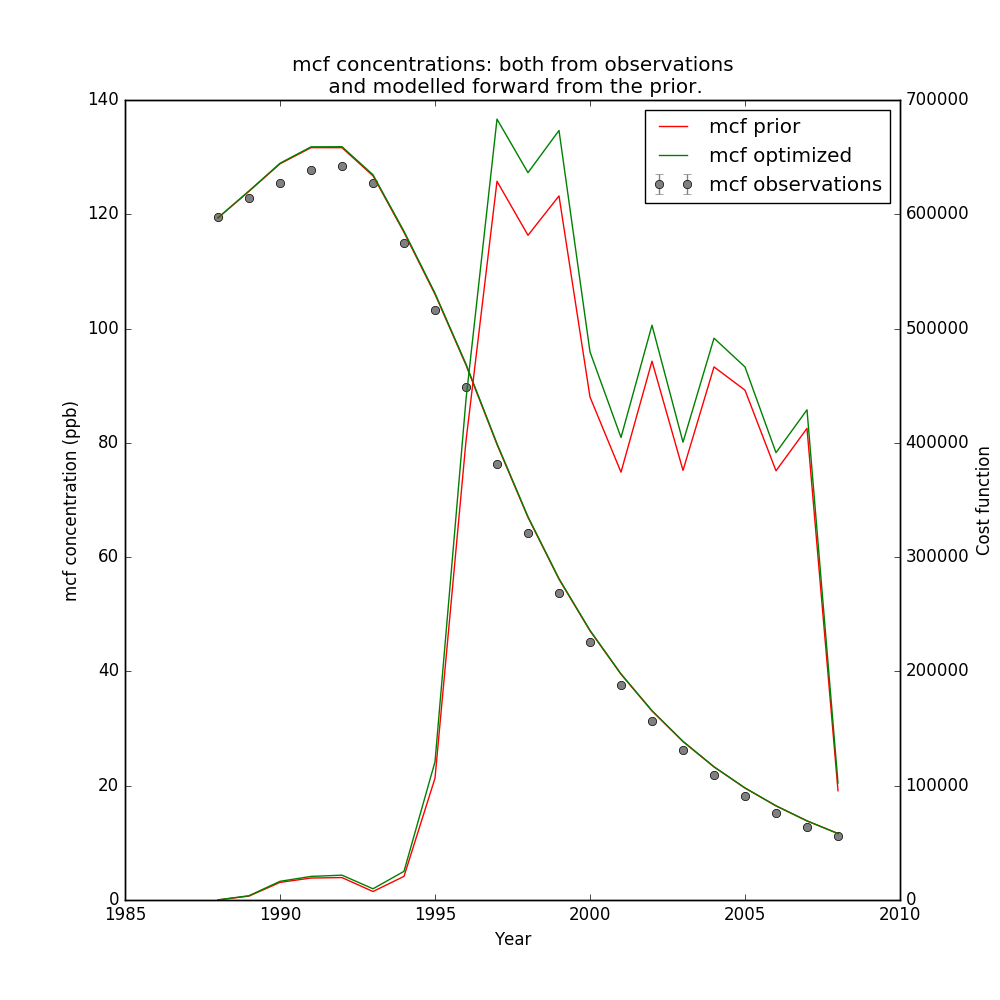 mcf concentrations: both from observations
and modelled forward from the prior.
mcf prior
mcf optimized
mcf observations
140
120
100
80
60
40
20
0
mcf concentration (ppb)
700000
600000
500000
400000
300000
200000
100000
0
Cost function
1985
1990
1995
2000
2005
2010
Year